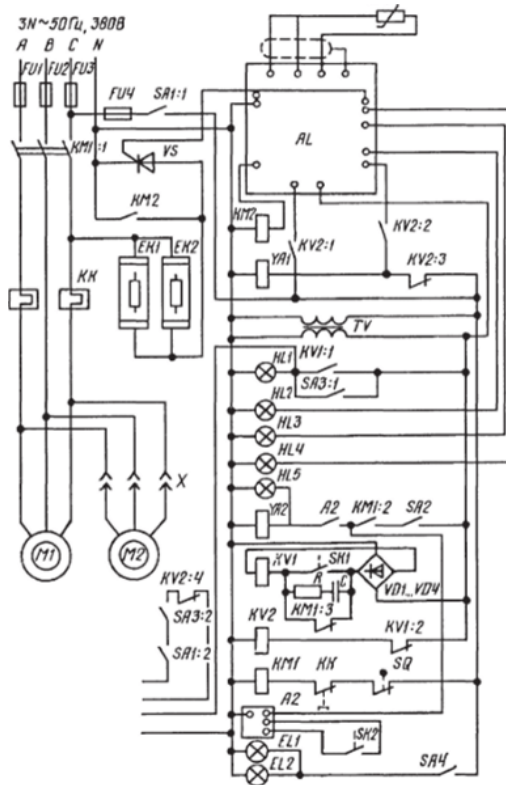 3N~50Гц, 380В
A B C N
FU1 FU2 FU3
FU4 SA1:1
KM1:1
VS
AL
KM2
KM2
KV2:1
KV2:2
EK1 EK2
YA1
KV2:3
KK
TV
HL1
KV1:1
HL2
SA3:1
HL3
HL4
X
HL5
YA2
A2
KM1:2
SA2
M1
M2
KV1
SK1
R
C
VD1...VD4
KV2:4
KM1:3
SA3:2
KV2
KV1:2
SA1:2
KM1
KK
SQ
A2
SK2
EL1
EL2
SA4